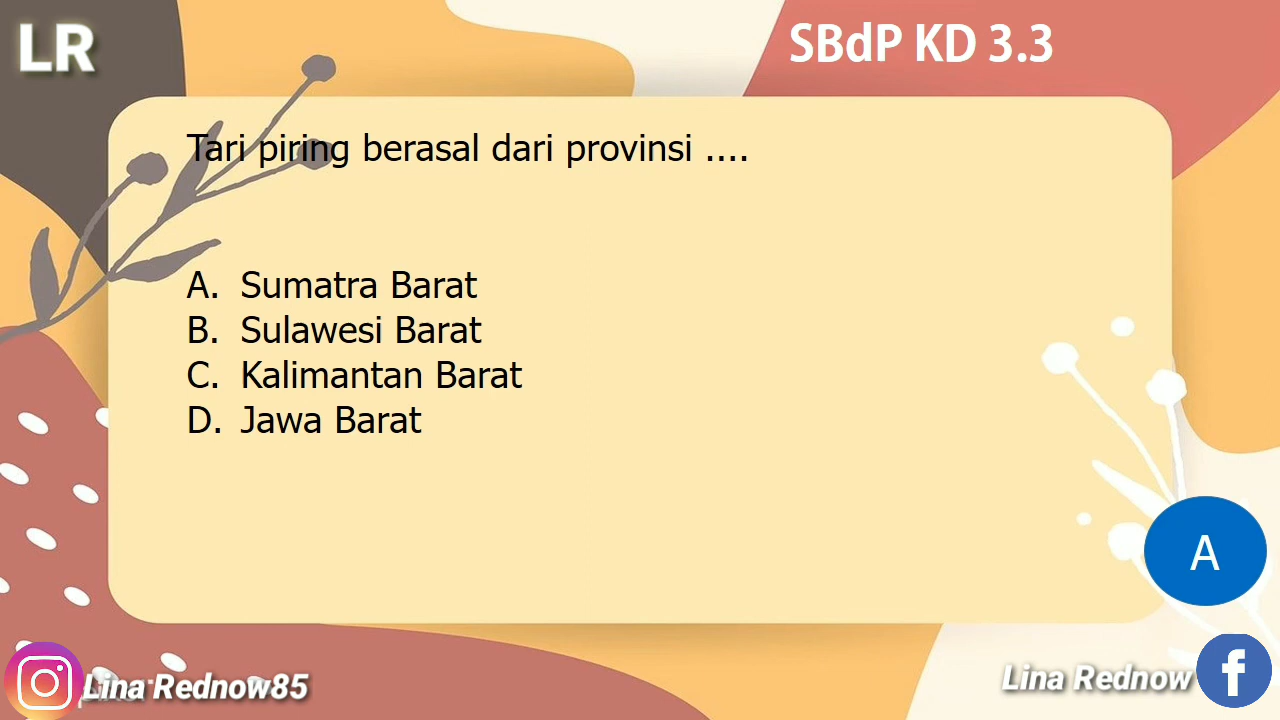 LR
SBdP KD 3.3
Tari piring berasal dari provinsi ....
A. Sumatra Barat
B. Sulawesi Barat
C. Kalimantan Barat
D. Jawa Barat
A
Lina Rednow85
Lina Rednow